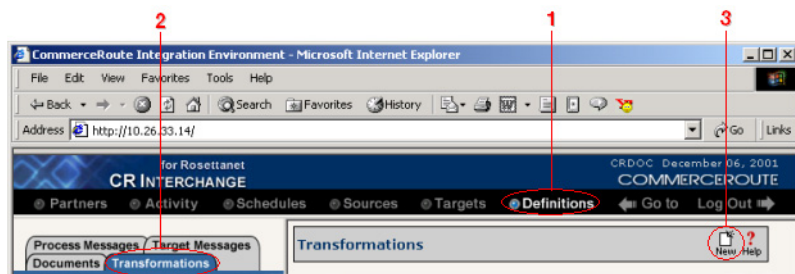 2 1 3
CommerceRoute Integration Environment - Microsoft Internet Explorer
File Edit View Favorites Tools Help
Back Search Favorites History
Address http://10.26.33.14/ Go Links
for Rosettanet CRDOC December 06, 2001
CR INTERCHANGE COMMERCEROUTE
Partners Activity Schedules Sources Targets Definitions Go to Log Out
Process Messages Target Messages
Transformations
Documents Transformations
New Help